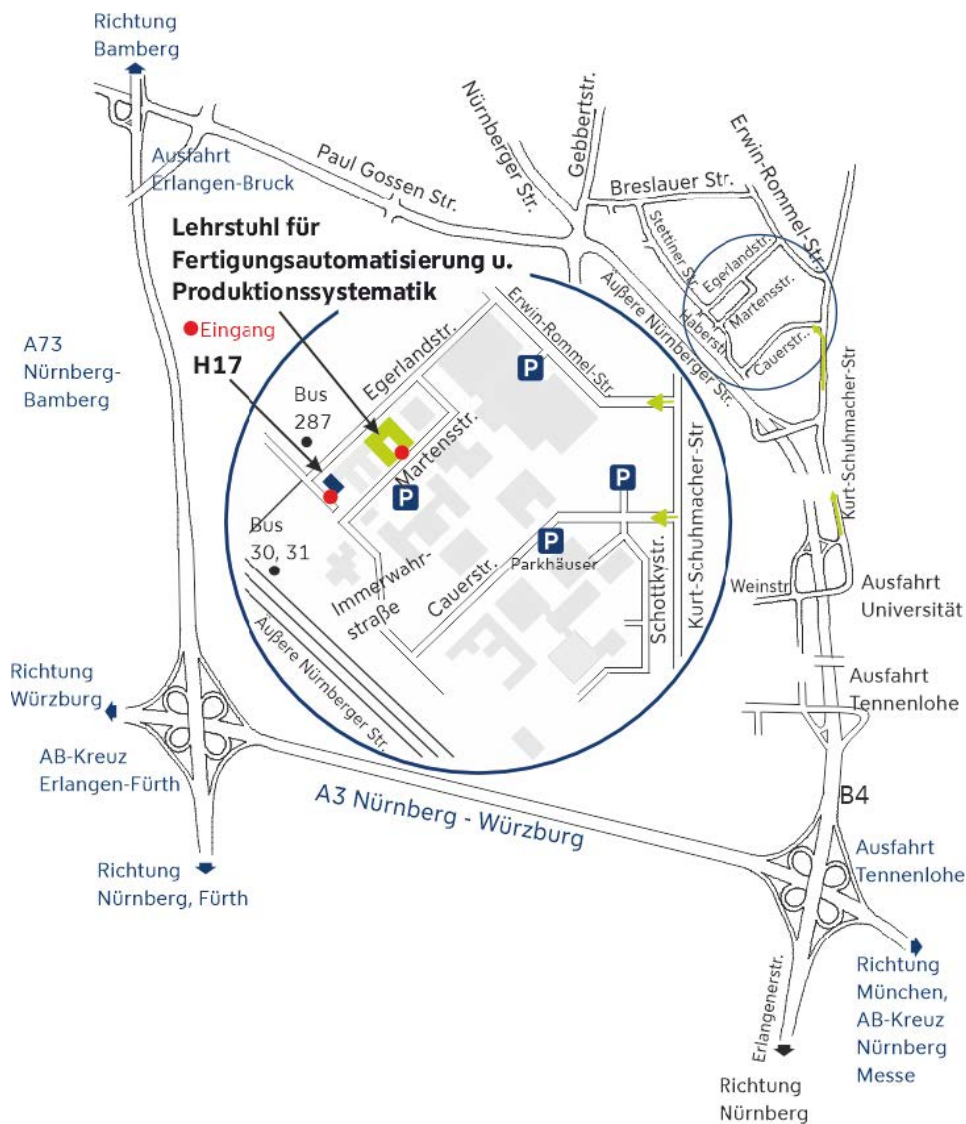 Richtung
Bamberg
Ausfahrt
Erlangen-Bruck
Paul Gossen Str.
Nürnberger Str.
Gebbertstr.
Breslauer Str.
Erwin-Rommel-Str.
Stettiner Str.
Egerlandstr.
Martensstr.
Haberstr.
Cauerstr.
Äußere Nürnberger Str.
Kurt-Schuhmacher-Str
Lehrstuhl für
Fertigungsautomatisierung u.
Produktionssystematik
Eingang
H17
A73
Nürnberg-
Bamberg
Bus
287
Egerlandstr.
Erwin-Rommel-Str.
P
Martensstr.
P
P
Kurt-Schuhmacher-Str
Bus
30, 31
P
Parkhäuser
Immerwahr-
straße
Cauerstr.
Schottkystr.
Äußere Nürnberger Str.
Weinstr
Ausfahrt
Universität
Ausfahrt
Tennenlohe
Richtung
Würzburg
AB-Kreuz
Erlangen-Fürth
A3 Nürnberg - Würzburg
B4
Ausfahrt
Tennenlohe
Richtung
Nürnberg, Fürth
Erlangenerstr.
Richtung
München,
AB-Kreuz
Nürnberg
Messe
Richtung
Nürnberg